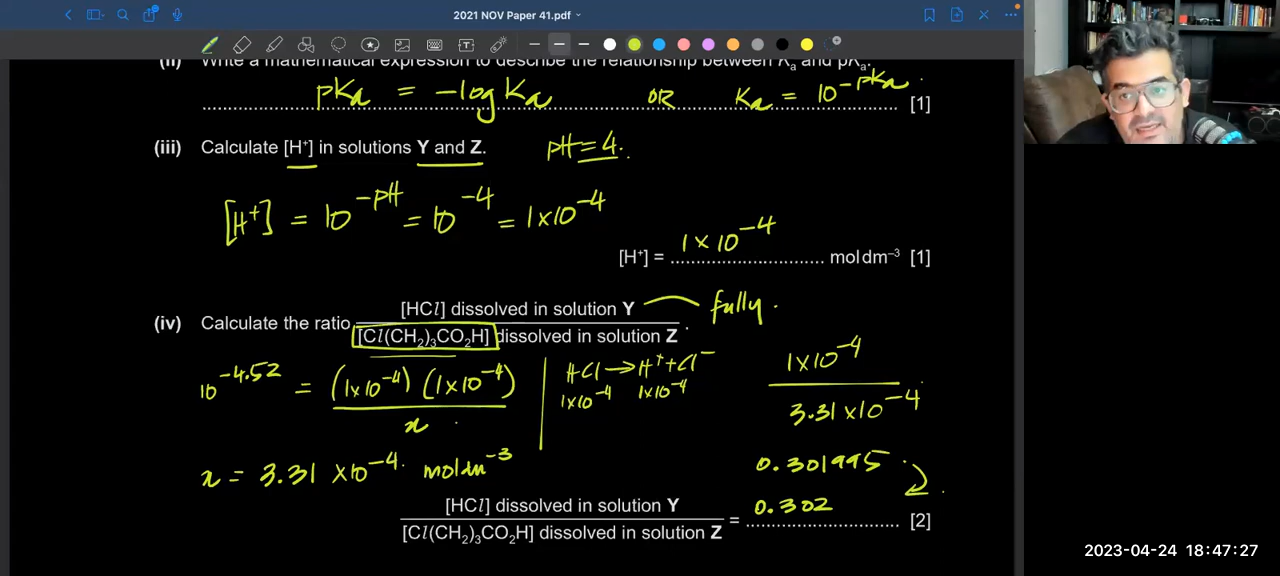 2021 NOV Paper 41.pdf
(ii) Write a mathematical expression to describe the relationship between Kₐ and pKₐ.
pKa = -log Ka OR Ka = 10^-pKa [1]
(iii) Calculate [H⁺] in solutions Y and Z. pH = 4.
[H⁺] = 10^-pH = 10^-4 = 1×10^-4
1 × 10^-4
[H⁺] = .............................. mol dm⁻³ [1]
[HCl] dissolved in solution Y fully.
(iv) Calculate the ratio
[Cl(CH₂)₃CO₂H] dissolved in solution Z .
10^-4.52 = (1×10^-4) (1×10^-4)
x
HCl → H⁺ + Cl⁻
1×10^-4 1×10^-4
1×10^-4
3.31 ×10^-4
x = 3.31 ×10^-4 moldm⁻³
0.301995
[HCl] dissolved in solution Y
0.302
= .............................. [2]
[Cl(CH₂)₃CO₂H] dissolved in solution Z
2023-04-24 18:47:27